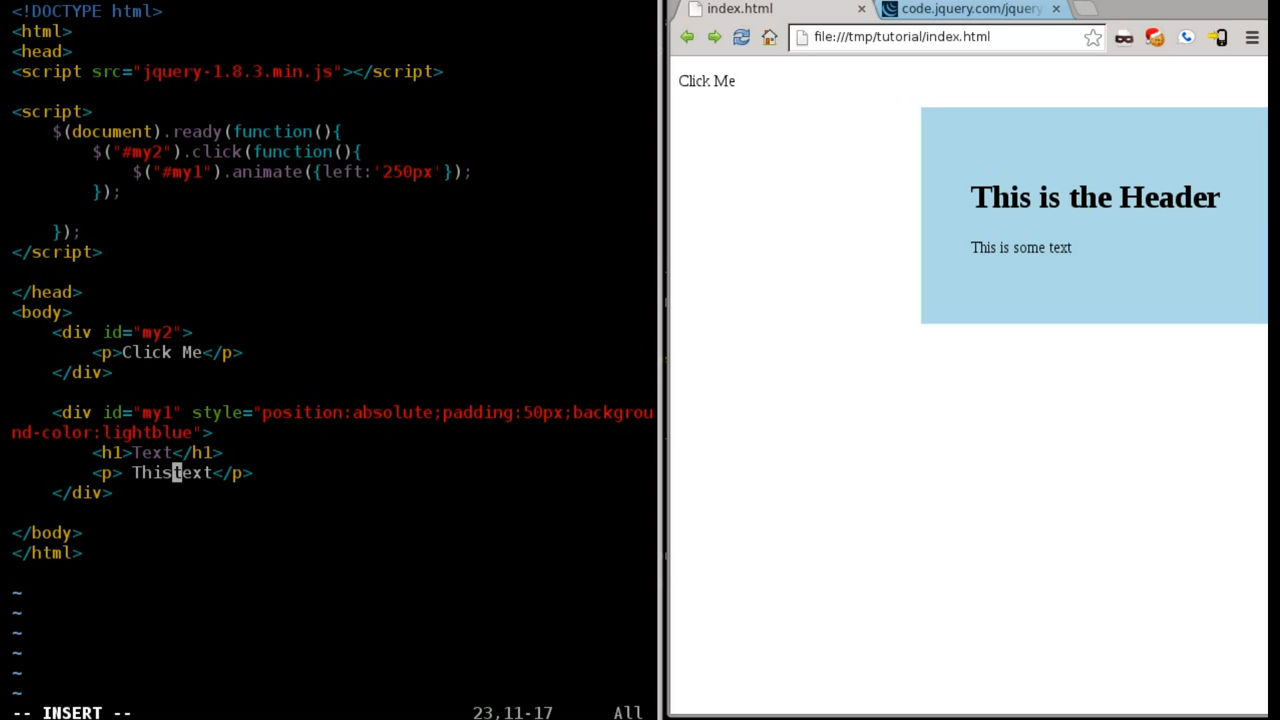 <!DOCTYPE html>
<html>
<head>
<script src="jquery-1.8.3.min.js"></script>
<script>
$(document).ready(function(){
$("#my2").click(function(){
$("#my1").animate({left:'250px'});
});
});
</script>
</head>
<body>
<div id="my2">
<p>Click Me</p>
</div>
<div id="my1" style="position:absolute;padding:50px;backgrou
nd-color:lightblue">
<h1>Text</h1>
<p> Thistext</p>
</div>
</body>
</html>
~
~
~
~
~
~
-- INSERT -- 23,11-17 All
index.html × code.jquery.com/jquery ×
file:///tmp/tutorial/index.html
Click Me
This is the Header
This is some text